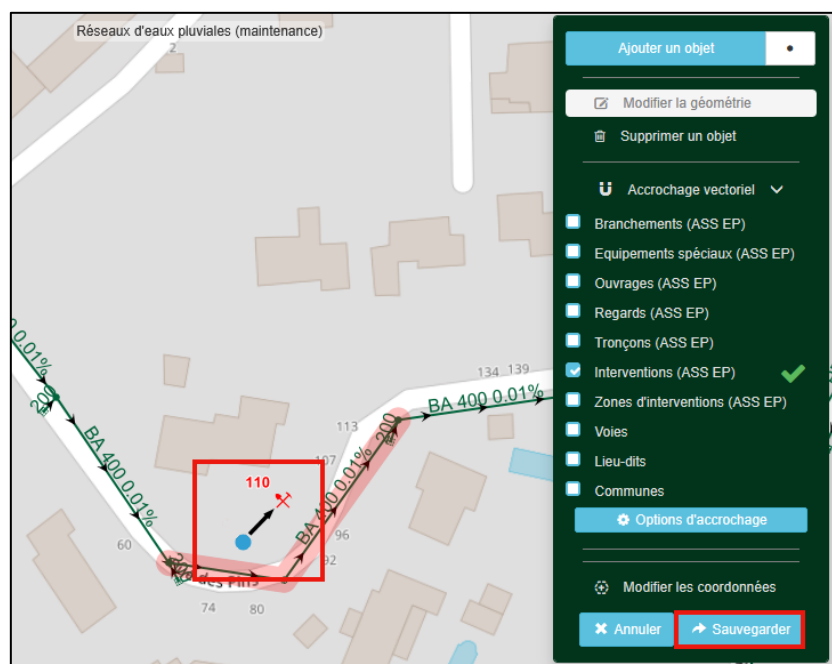 Réseaux d'eaux pluviales (maintenance)
2
Ajouter un objet
Modifier la géométrie
Supprimer un objet
Accrochage vectoriel
Branchements (ASS EP)
Equipements spéciaux (ASS EP)
Ouvrages (ASS EP)
Regards (ASS EP)
Tronçons (ASS EP)
Interventions (ASS EP)
Zones d'interventions (ASS EP)
Voies
Lieu-dits
Communes
Options d'accrochage
Modifier les coordonnées
Annuler
Sauvegarder
0.01%
200
BA 400 0.01%
134 139
BA 400 0.01%
113
200
107
110
BA 400 0.01%
96
92
60
des Pins
74
80